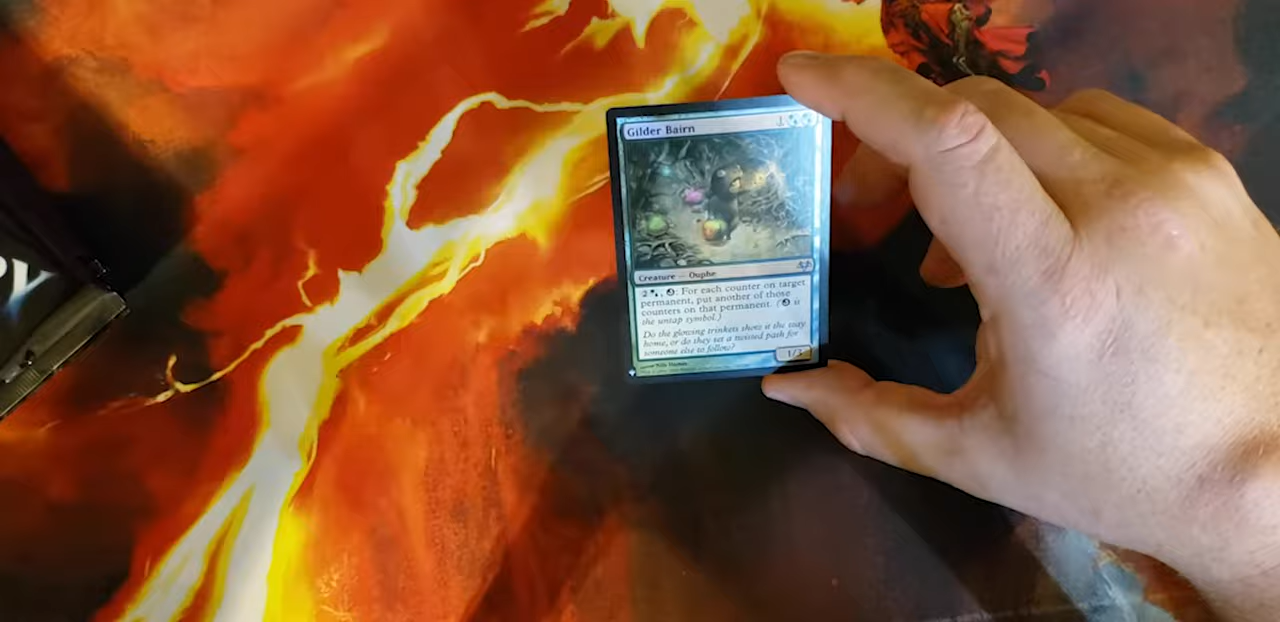 Gilder Bairn
1
Creature — Ouphe
2 , : For each counter on target
permanent, put another of those
counters on that permanent. ( is
the untap symbol.)
Do the glowing trinkets show it the way
home, or do they set a twisted path for
someone else to follow?
1/3